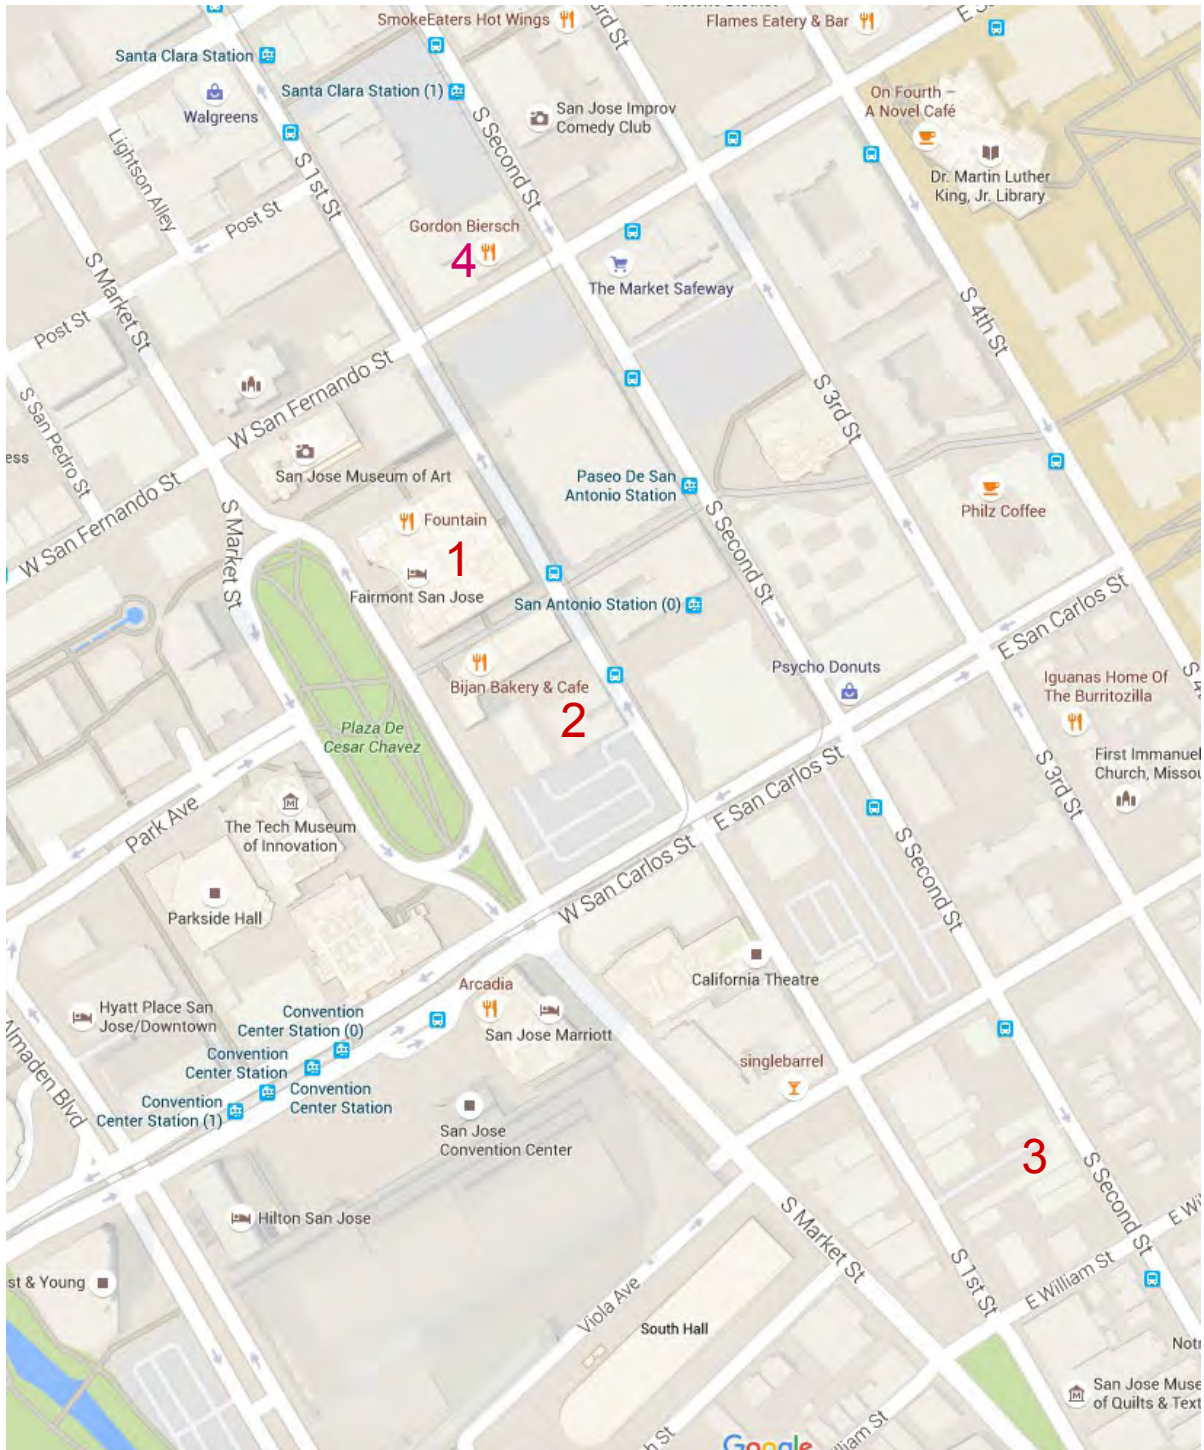 SmokeEaters Hot Wings
3rd St
Flames Eatery & Bar
Santa Clara Station
Santa Clara Station (1)
Walgreens
San Jose Improv
Comedy Club
On Fourth –
A Novel Café
Dr. Martin Luther
King, Jr. Library
Lightson Alley
S 1st St
S Second St
Post St
Gordon Biersch
4
The Market Safeway
S Market St
S 4th St
Post St
S San Pedro St
W San Fernando St
S 3rd St
ess
San Jose Museum of Art
Paseo De San
Antonio Station
Philz Coffee
W San Fernando St
S Market St
Fountain
1
Fairmont San Jose
S Second St
San Antonio Station (0)
E San Carlos St
Psycho Donuts
Bijan Bakery & Cafe
2
Iguanas Home Of
The Burritozilla
Plaza De
Cesar Chavez
First Immanuel
Church, Missou
S 3rd St
E San Carlos St
Park Ave
The Tech Museum
of Innovation
W San Carlos St
S Second St
Parkside Hall
California Theatre
Arcadia
Hyatt Place San
Jose/Downtown
Convention
Center Station (0)
San Jose Marriott
Almaden Blvd
Convention
Center Station
Convention
Center Station
Convention
Center Station (1)
singlebarrel
San Jose
Convention Center
3
S Second St
Hilton San Jose
S Market St
S 1st St
E William St
st & Young
Viola Ave
South Hall
Notr
San Jose Muse
of Quilts & Text
Google